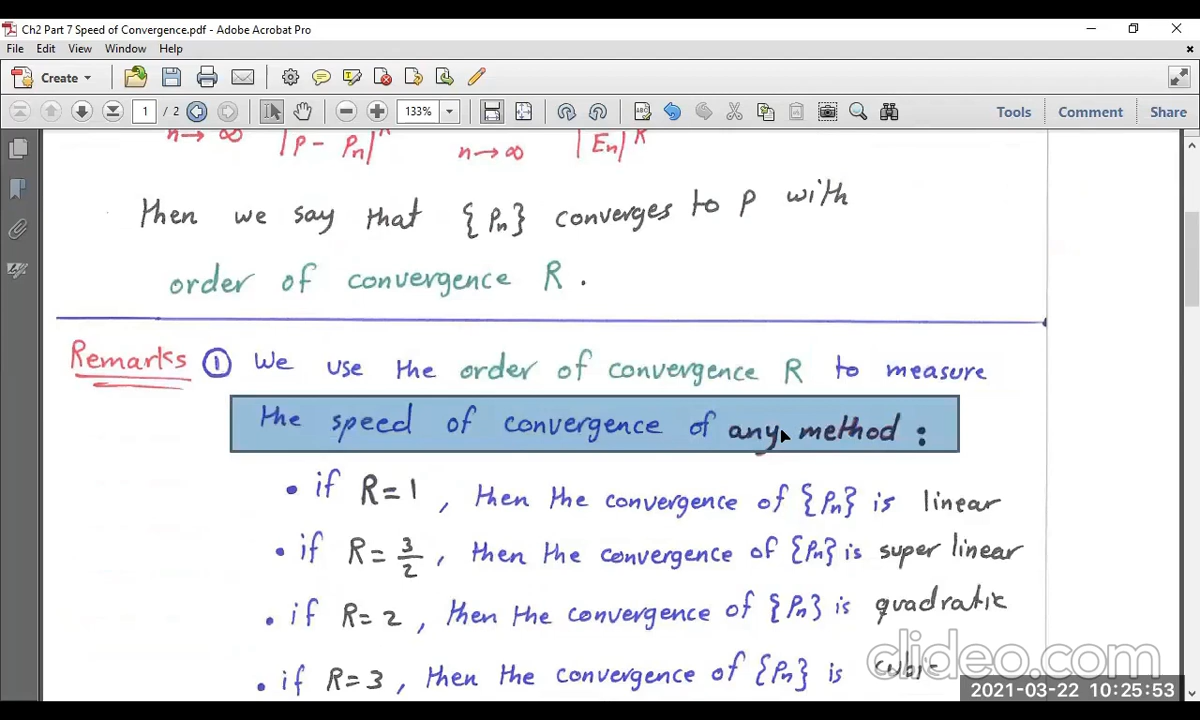 Ch2 Part 7 Speed of Convergence.pdf - Adobe Acrobat Pro
File Edit View Window Help
Create
1 / 2 133% Tools Comment Share
n→∞ |P - Pn|^R n→∞ |En|^R
Then we say that {Pn} converges to P with
order of convergence R.
Remarks ① We use the order of convergence R to measure
the speed of convergence of any method :
• if R=1, then the convergence of {Pn} is linear
• if R=3/2, then the convergence of {Pn} is super linear
• if R=2, then the convergence of {Pn} is quadratic
• if R=3, then the convergence of {Pn} is cubic
clideo.com
2021-03-22 10:25:53